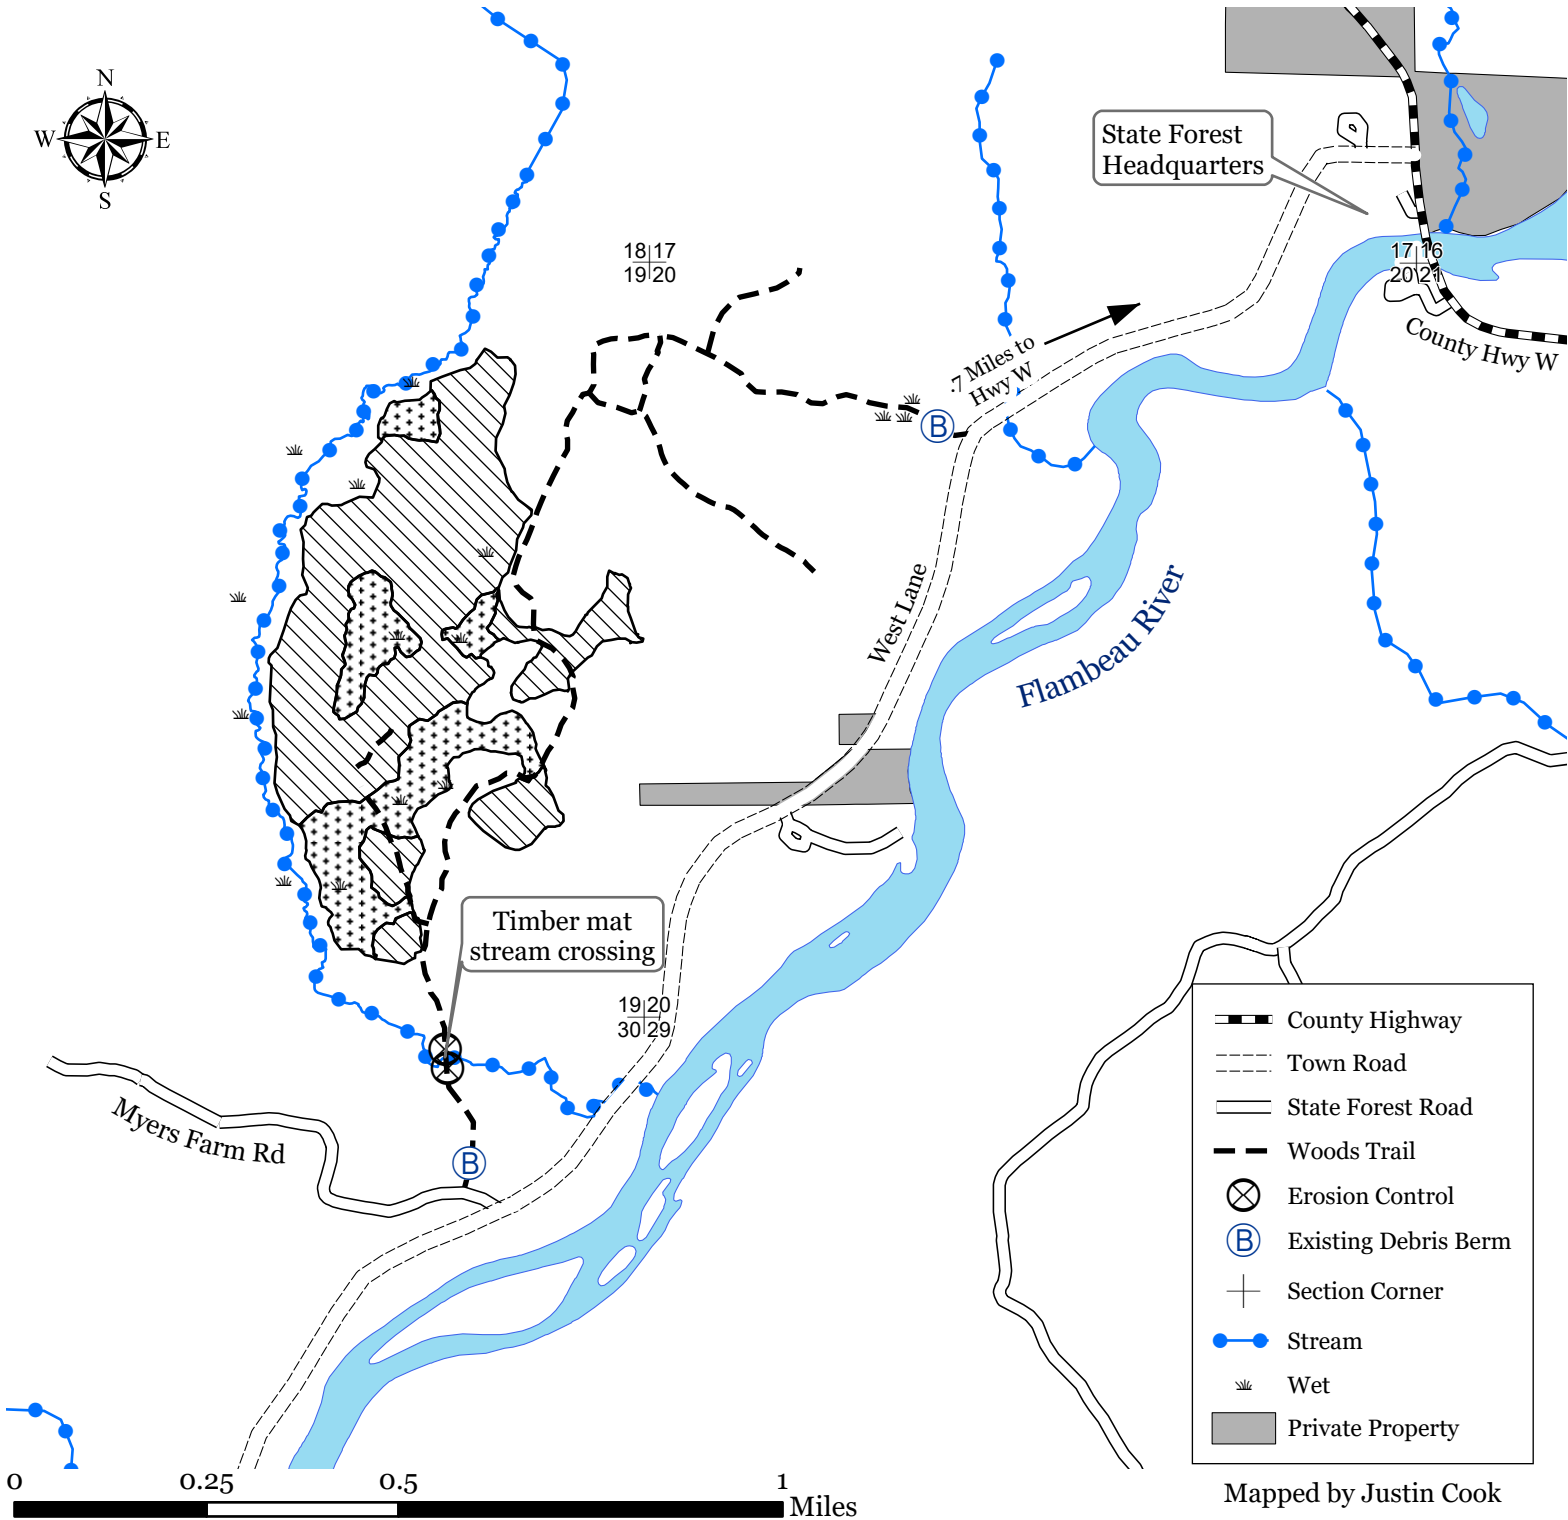 N
W
E
S
State Forest
Headquarters
18 17
19 20
17 16
20 21
County Hwy W
.7 Miles to
Hwy W
B
West Lane
Flambeau River
Timber mat
stream crossing
19 20
30 29
Myers Farm Rd
B
County Highway
Town Road
State Forest Road
Woods Trail
Erosion Control
B
Existing Debris Berm
Section Corner
Stream
Wet
Private Property
0
0.25
0.5
1
Miles
Mapped by Justin Cook